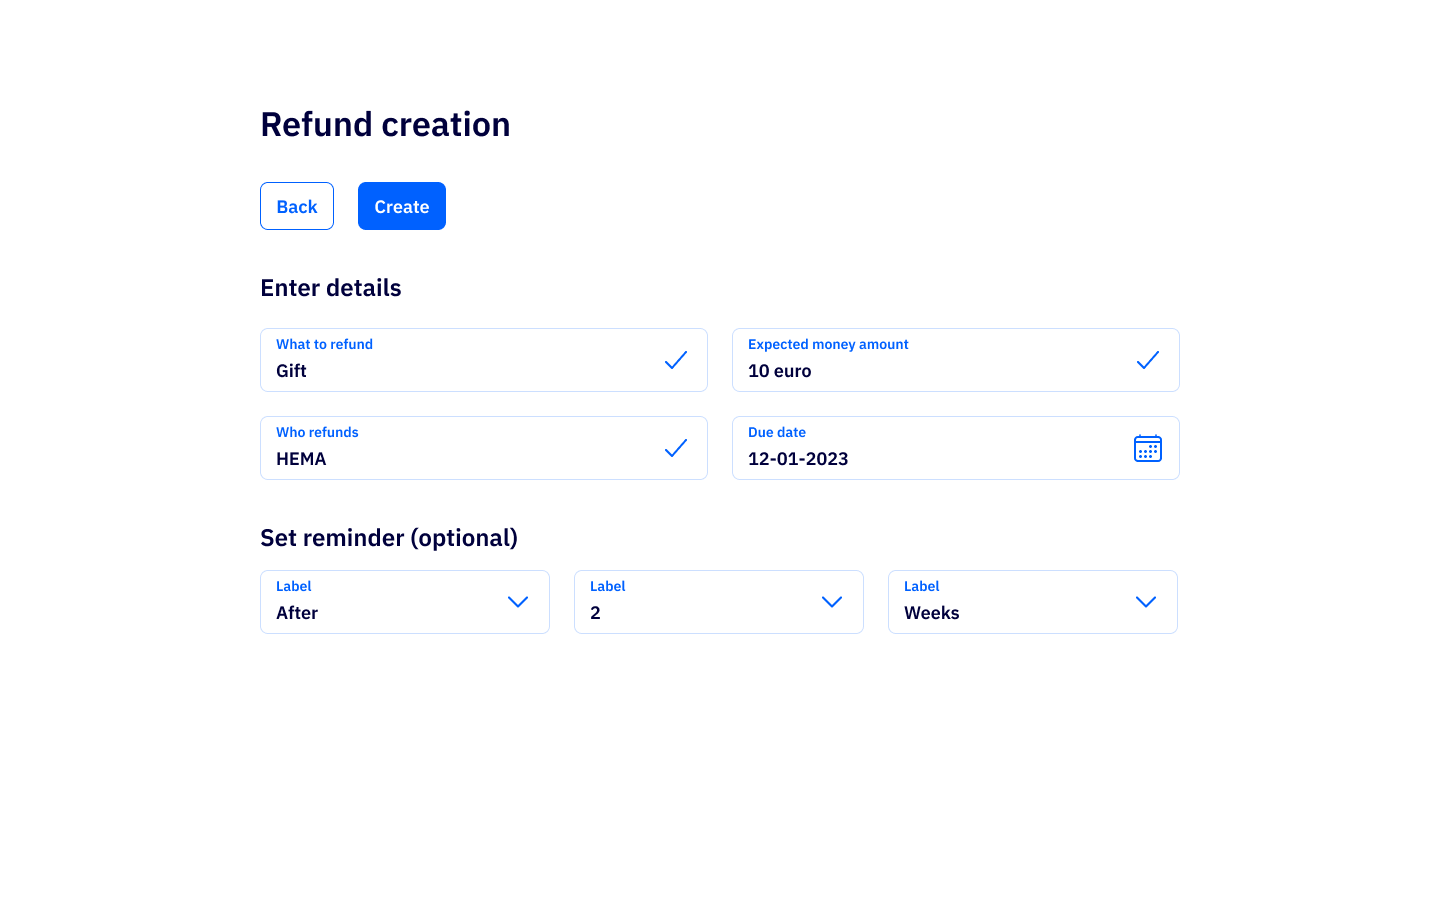 Refund creation
Back
Create
Enter details
What to refund
Gift
Expected money amount
10 euro
Who refunds
HEMA
Due date
12-01-2023
Set reminder (optional)
Label
After
Label
2
Label
Weeks